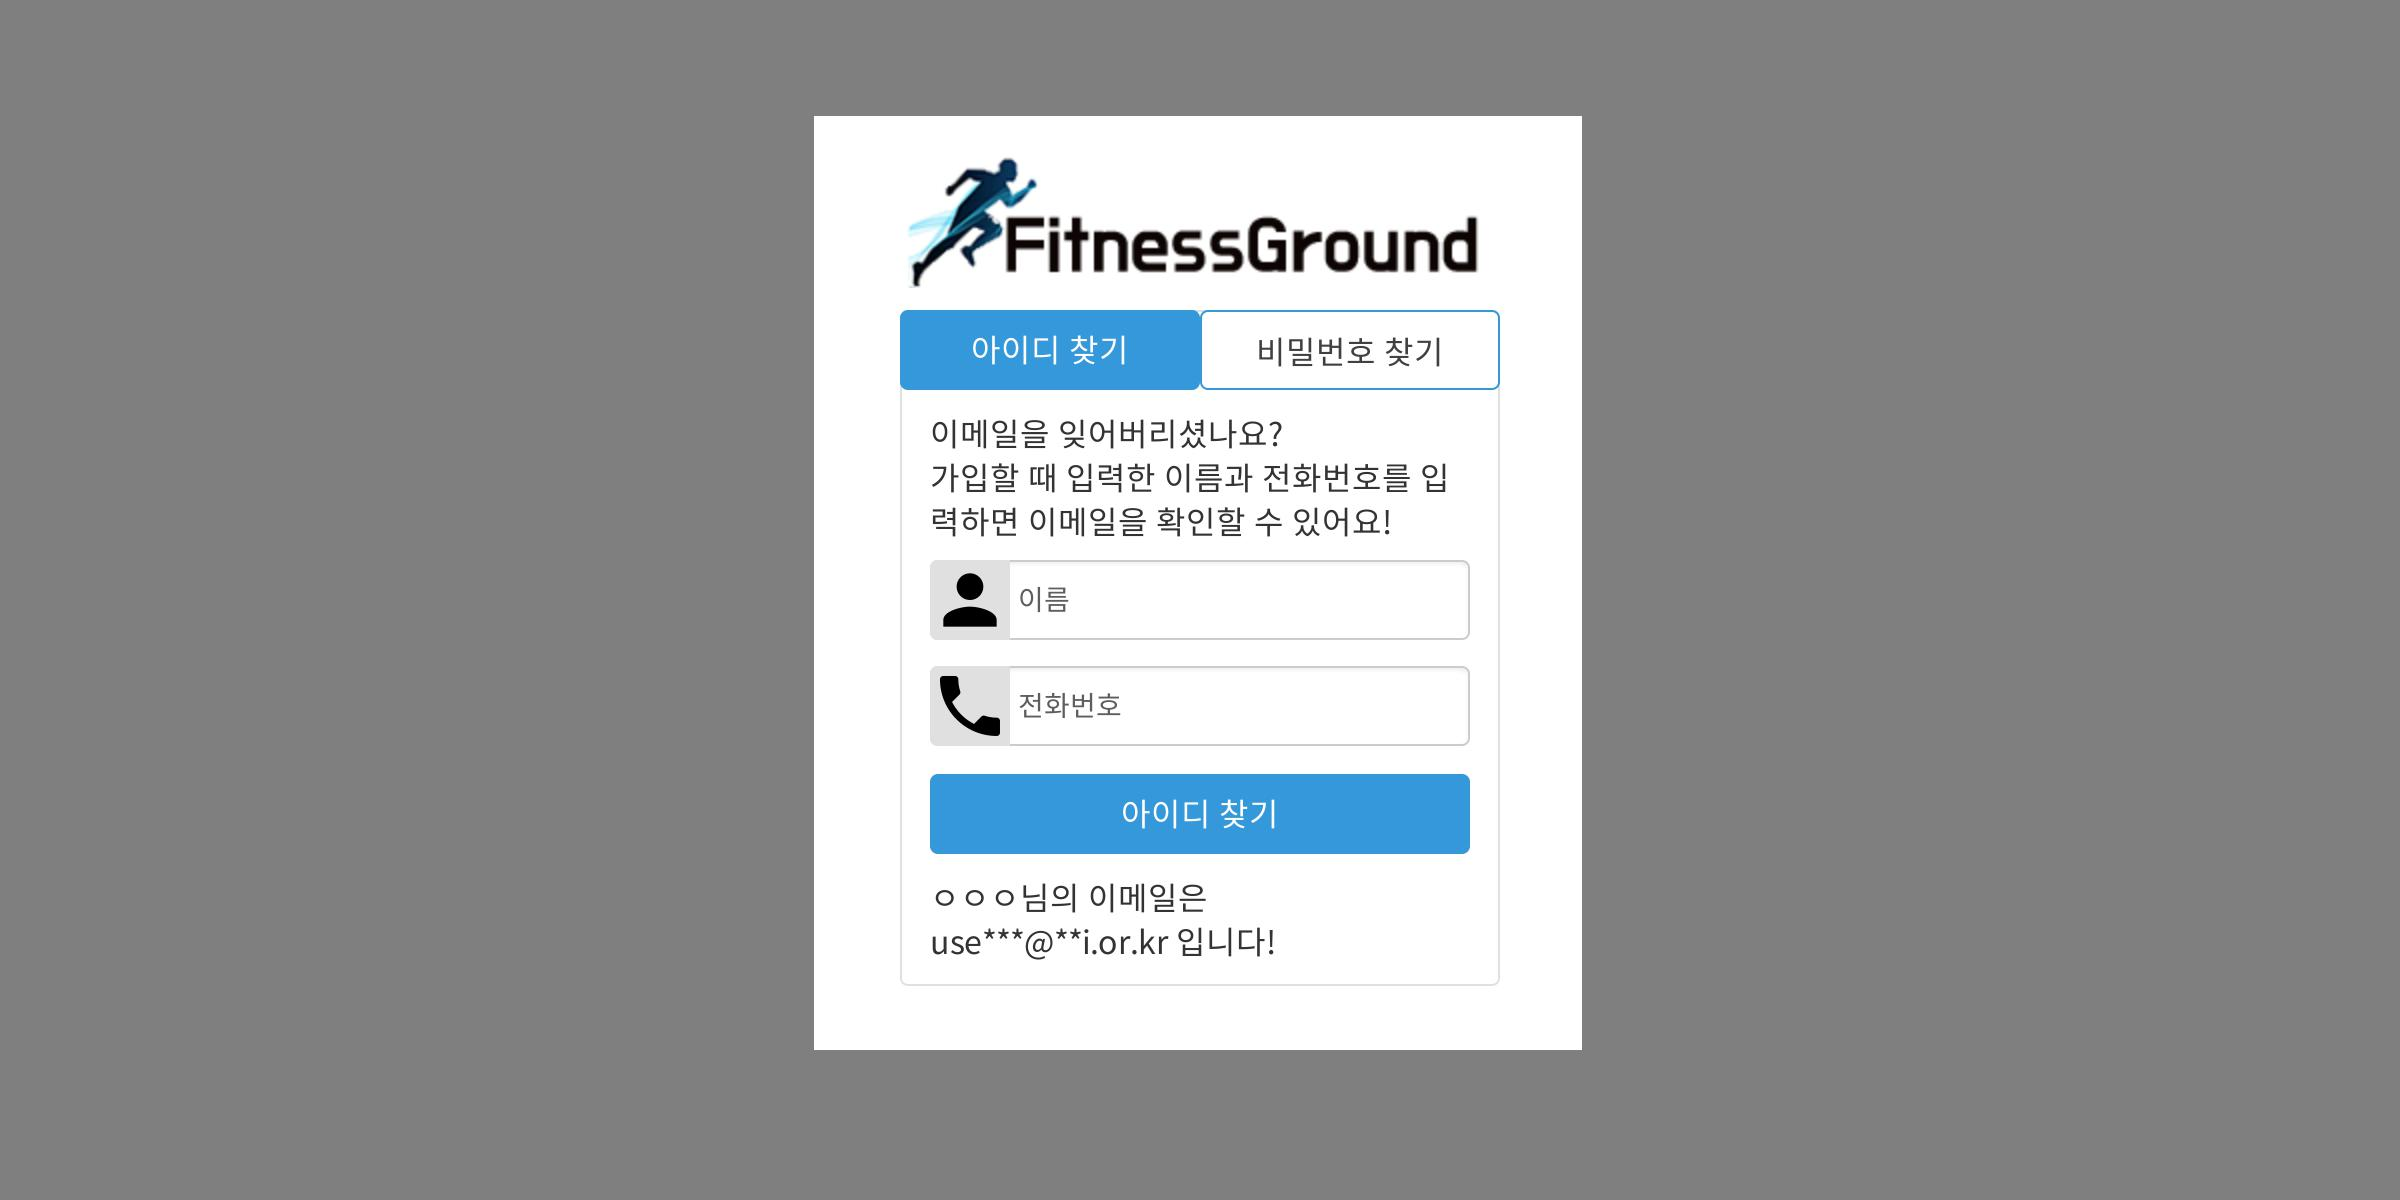 FitnessGround
아이디 찾기
비밀번호 찾기
이메일을 잊어버리셨나요?
가입할 때 입력한 이름과 전화번호를 입
력하면 이메일을 확인할 수 있어요!
이름
전화번호
아이디 찾기
ㅇㅇㅇ님의 이메일은
use***@**i.or.kr 입니다!